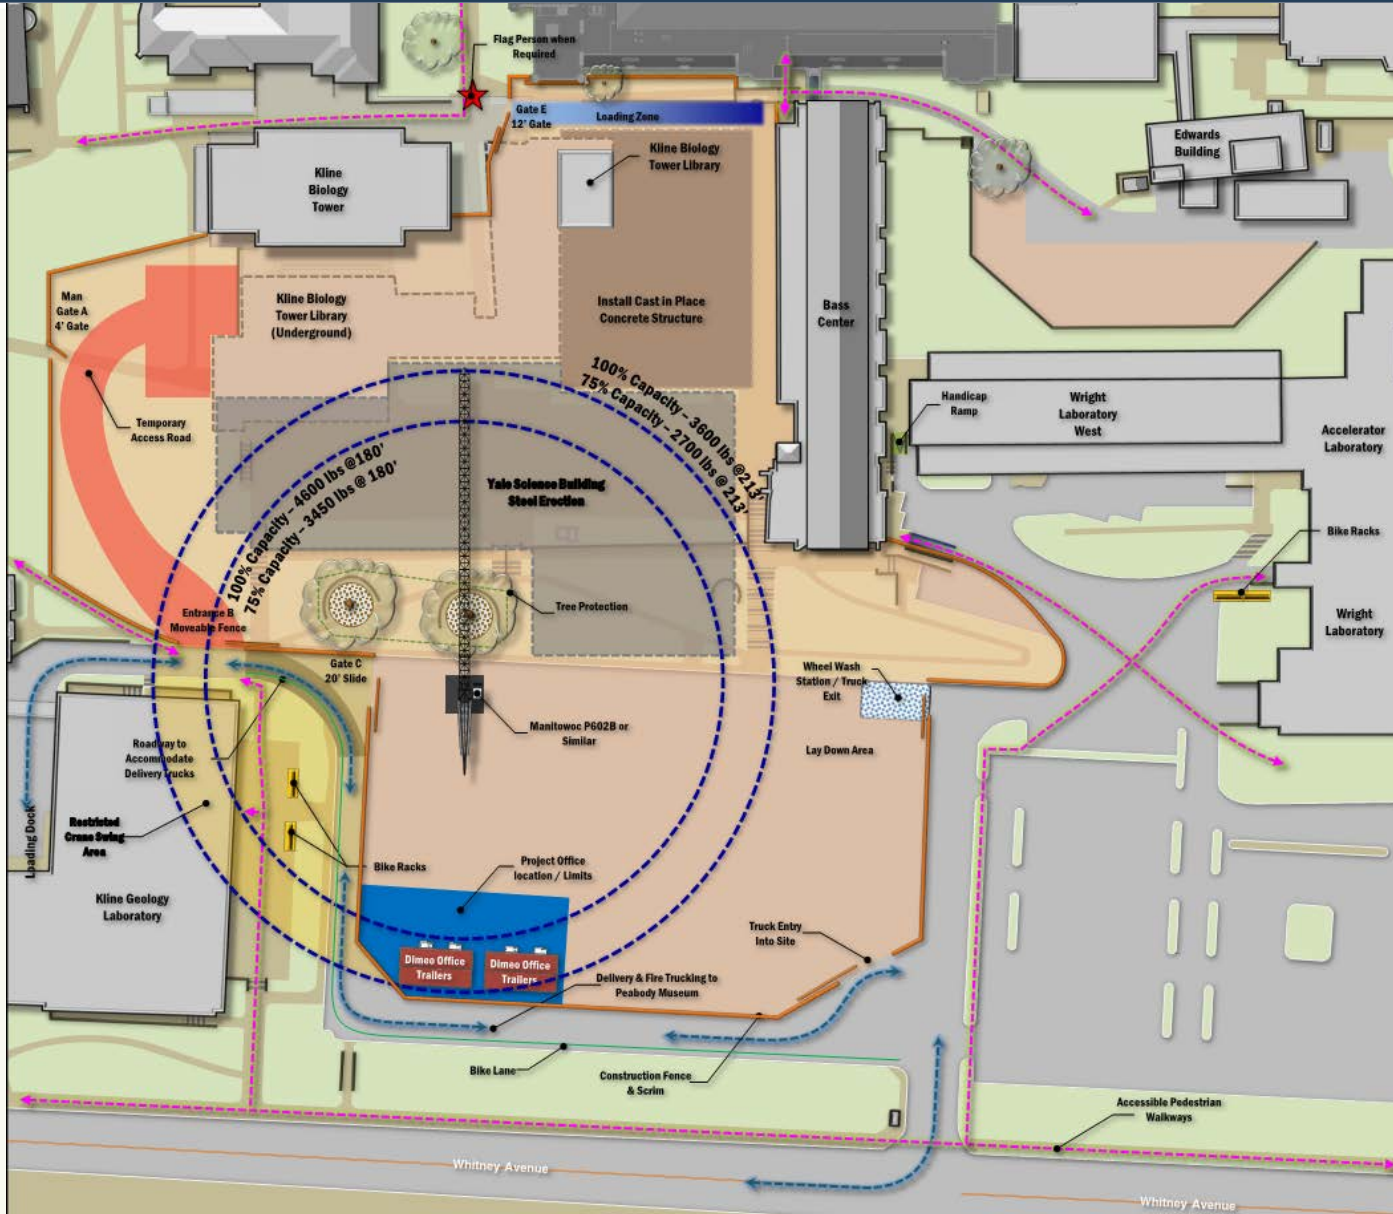 Flag Person when
Required
Gate E
12' Gate
Loading Zone
Kline Biology
Tower Library
Edwards
Building
Kline
Biology
Tower
Man
Gate A
4' Gate
Kline Biology
Tower Library
(Underground)
Install Cast in Place
Concrete Structure
Bass
Center
100% Capacity - 3600 lbs @213'
75% Capacity - 2700 lbs @ 213'
Handicap
Ramp
Wright
Laboratory
West
Accelerator
Laboratory
Temporary
Access Road
100% Capacity - 4600 lbs @180'
75% Capacity - 3450 lbs @ 180'
Yale Science Building
Steel Erection
Bike Racks
Entrance B
Moveable Fence
Tree Protection
Wright
Laboratory
Gate C
20' Slide
Wheel Wash
Station / Truck
Exit
Manitowoc P602B or
Similar
Lay Down Area
Roadway to
Accommodate
Delivery Trucks
Loading Dock
Restricted
Crane Swing
Area
Bike Racks
Project Office
location / Limits
Kline Geology
Laboratory
Truck Entry
Into Site
Dimeo Office
Trailers
Dimeo Office
Trailers
Delivery & Fire Trucking to
Peabody Museum
Bike Lane
Construction Fence
& Scrim
Accessible Pedestrian
Walkways
Whitney Avenue
Whitney Avenue